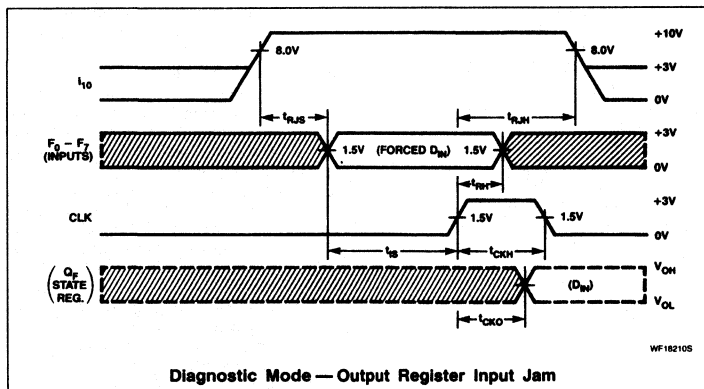 +10V
8.0V
8.0V
+3V
I10
0V
tRJS
tRJH
F0 – F7
(INPUTS)
1.5V
(FORCED DIN)
1.5V
+3V
0V
tRH
CLK
1.5V
1.5V
+3V
0V
tIS
tCKH
(QF
STATE
REG.)
(DIN)
VOH
VOL
tCKO
WF16210S
Diagnostic Mode — Output Register Input Jam